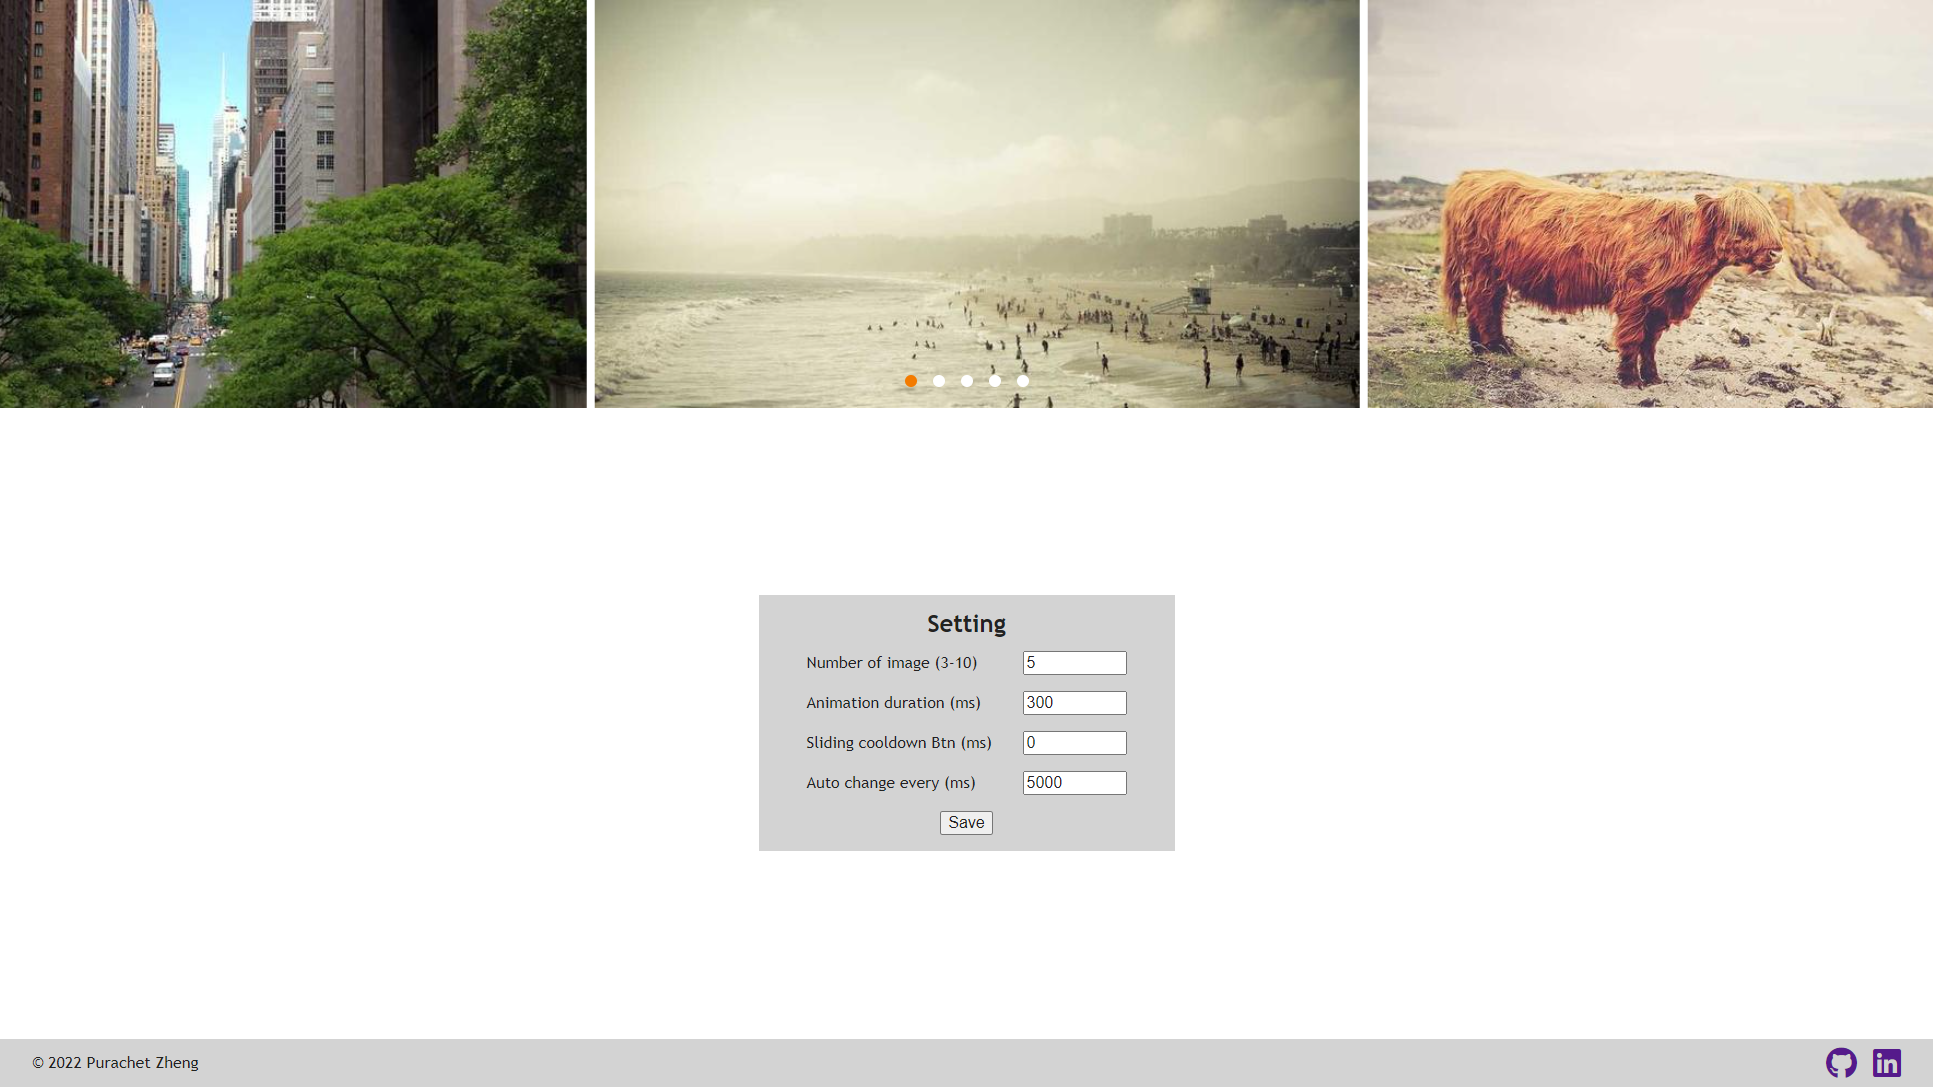 Setting
Number of image (3-10) 5
Animation duration (ms) 300
Sliding cooldown Btn (ms) 0
Auto change every (ms) 5000
Save
© 2022 Purachet Zheng
in